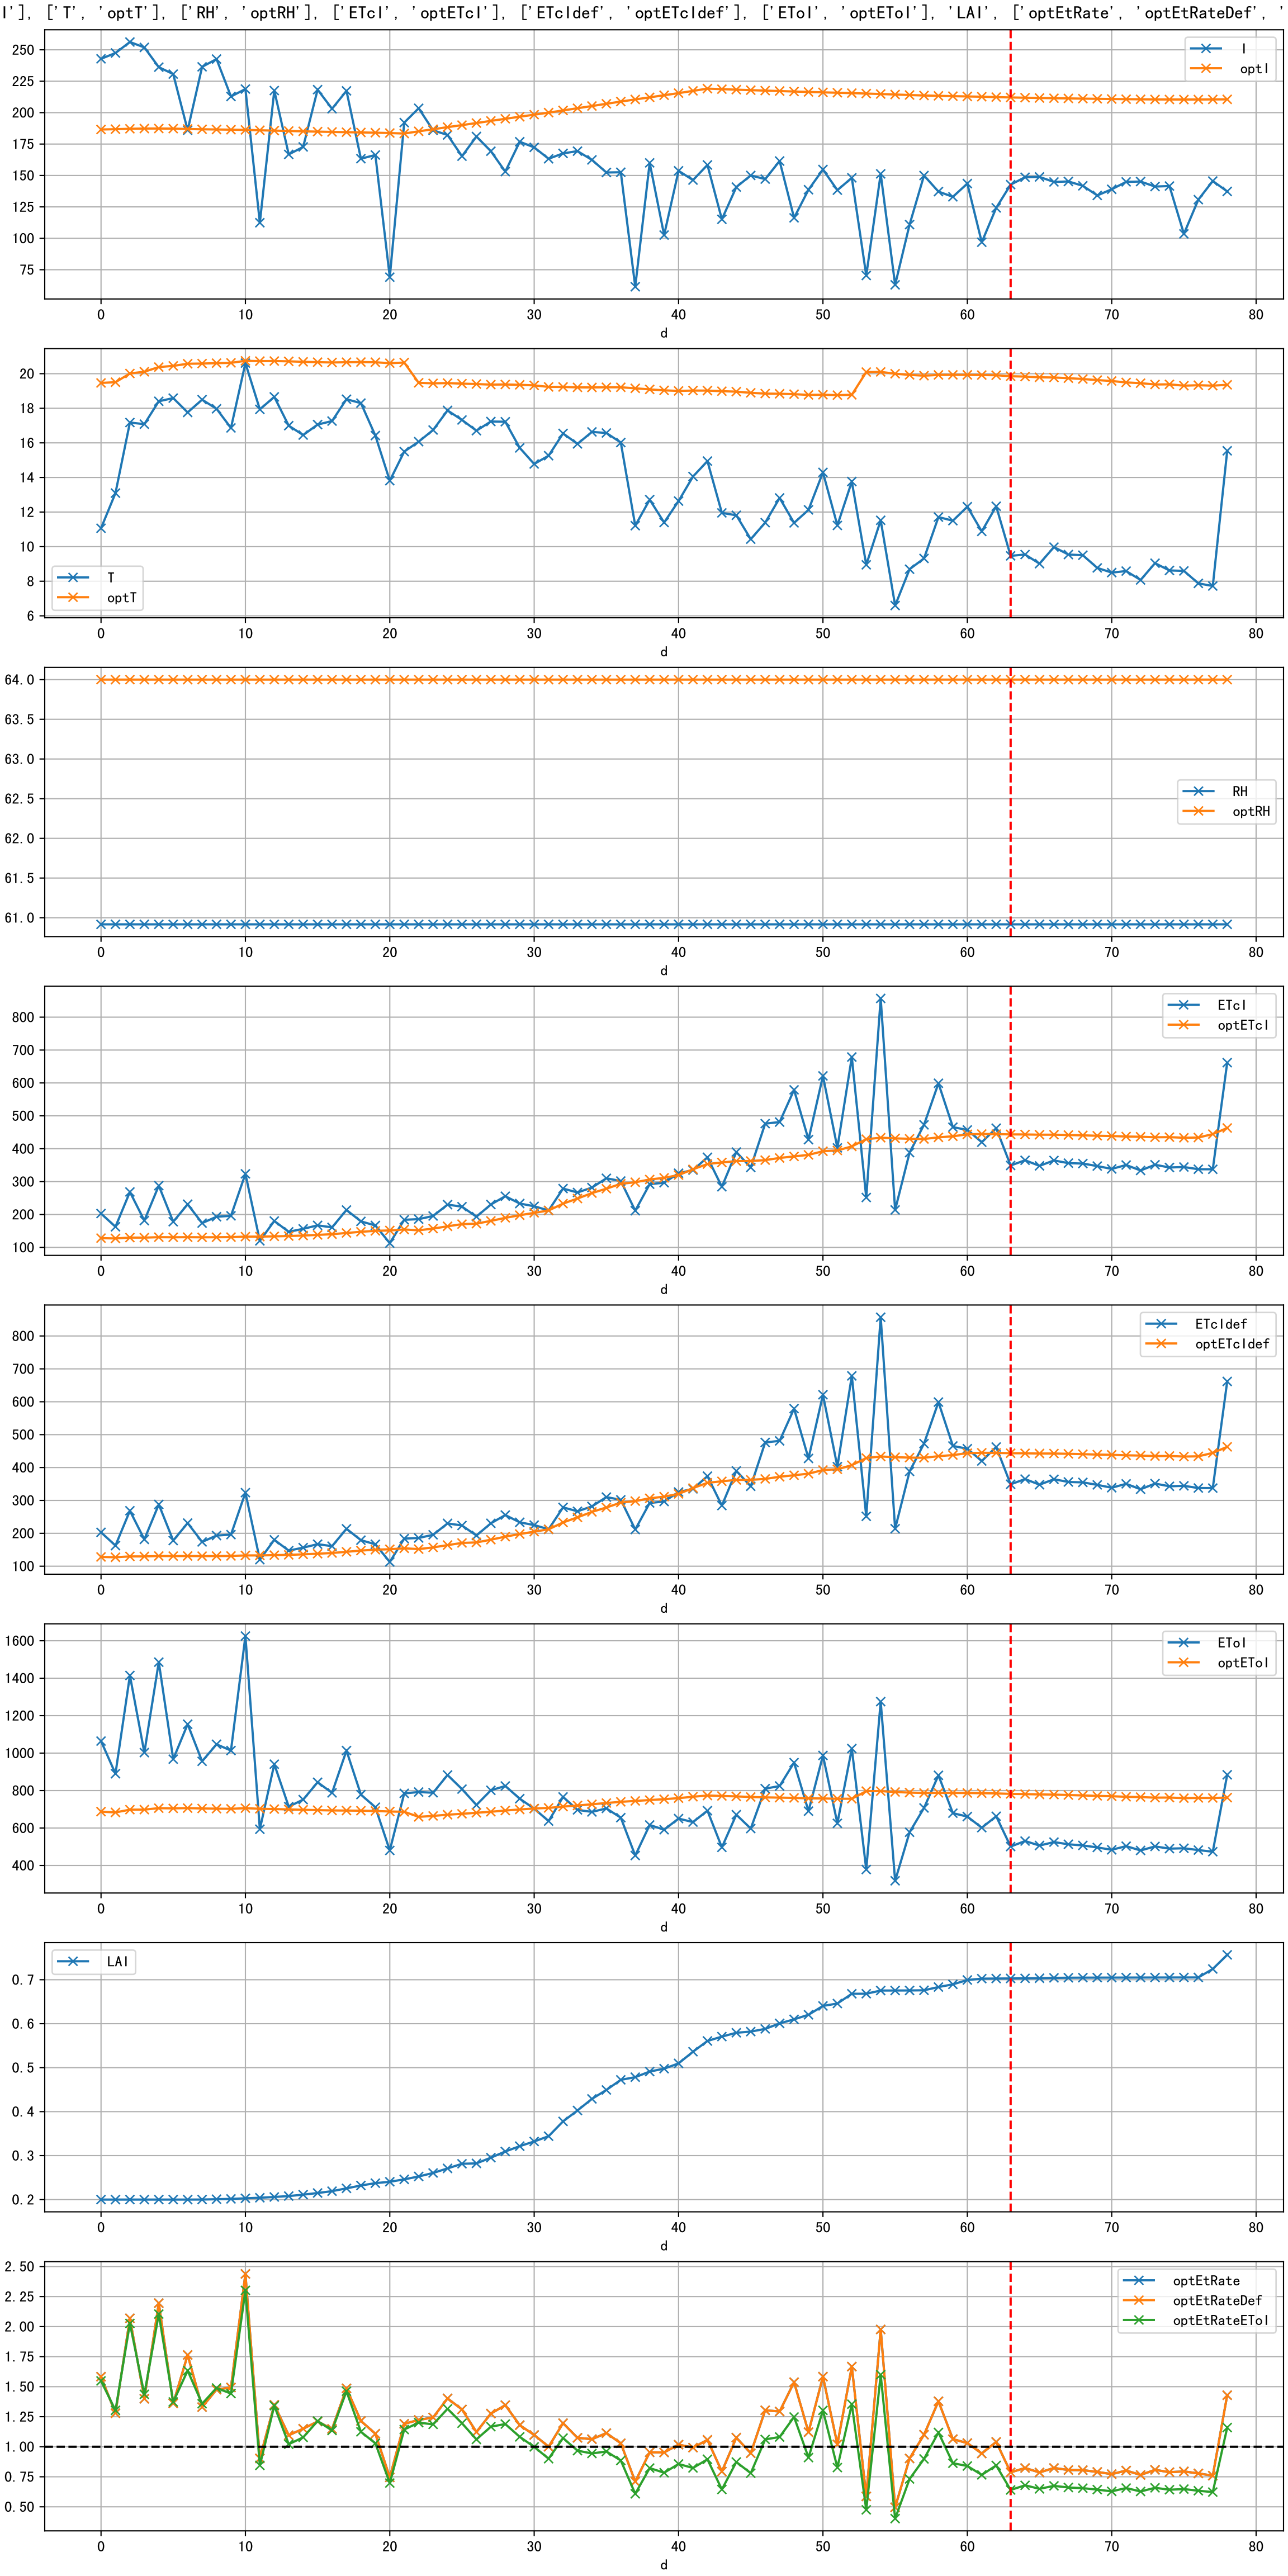 I'], ['T', 'optT'], ['RH', 'optRH'], ['ETcI', 'optETcI'], ['ETcIdef', 'optETcIdef'], ['EToI', 'optEToI'], 'LAI', ['optEtRate', 'optEtRateDef', '
250
225
200
175
150
125
100
75
I
optI
0 10 20 30 40 50 60 70 80
d
20
18
16
14
12
10
8
6
T
optT
0 10 20 30 40 50 60 70 80
d
64.0
63.5
63.0
62.5
62.0
61.5
61.0
RH
optRH
0 10 20 30 40 50 60 70 80
d
800
700
600
500
400
300
200
100
ETcI
optETcI
0 10 20 30 40 50 60 70 80
d
800
700
600
500
400
300
200
100
ETcIdef
optETcIdef
0 10 20 30 40 50 60 70 80
d
1600
1400
1200
1000
800
600
400
EToI
optEToI
0 10 20 30 40 50 60 70 80
d
0.7
0.6
0.5
0.4
0.3
0.2
LAI
0 10 20 30 40 50 60 70 80
d
2.50
2.25
2.00
1.75
1.50
1.25
1.00
0.75
0.50
optEtRate
optEtRateDef
optEtRateEToI
0 10 20 30 40 50 60 70 80
d